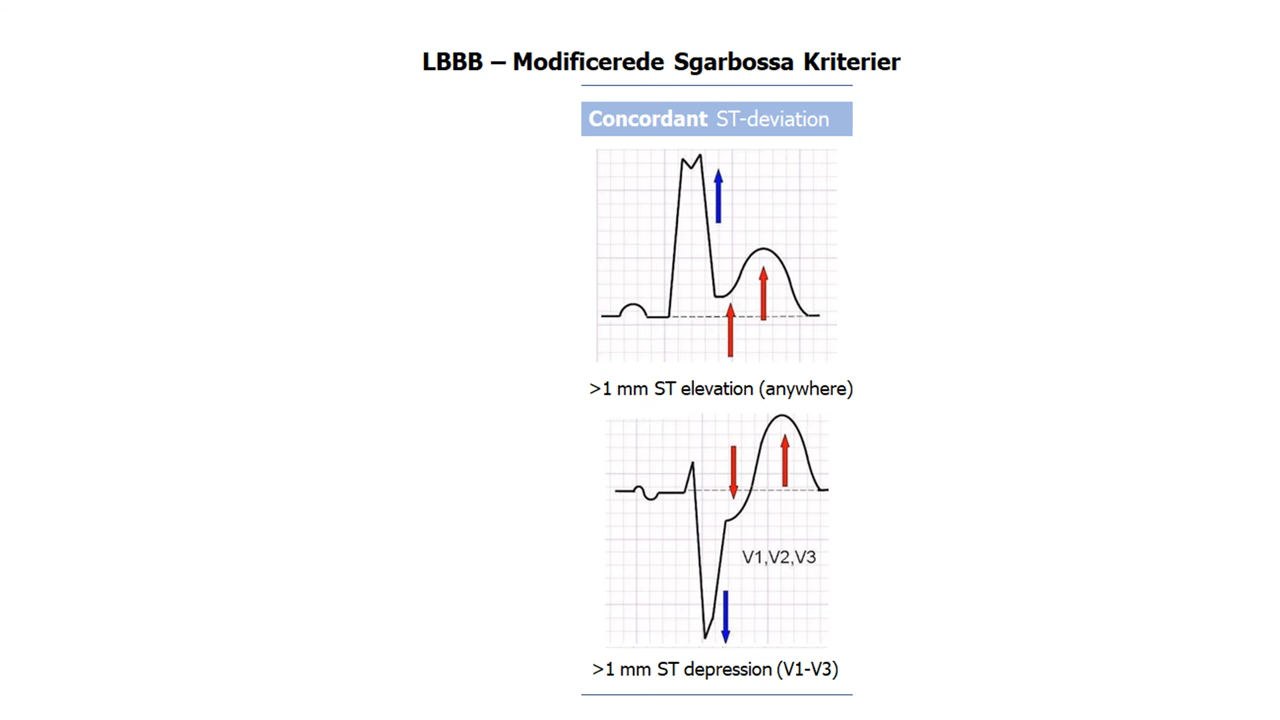 LBBB – Modificerede Sgarbossa Kriterier
Concordant ST-deviation
>1 mm ST elevation (anywhere)
V1,V2,V3
>1 mm ST depression (V1-V3)